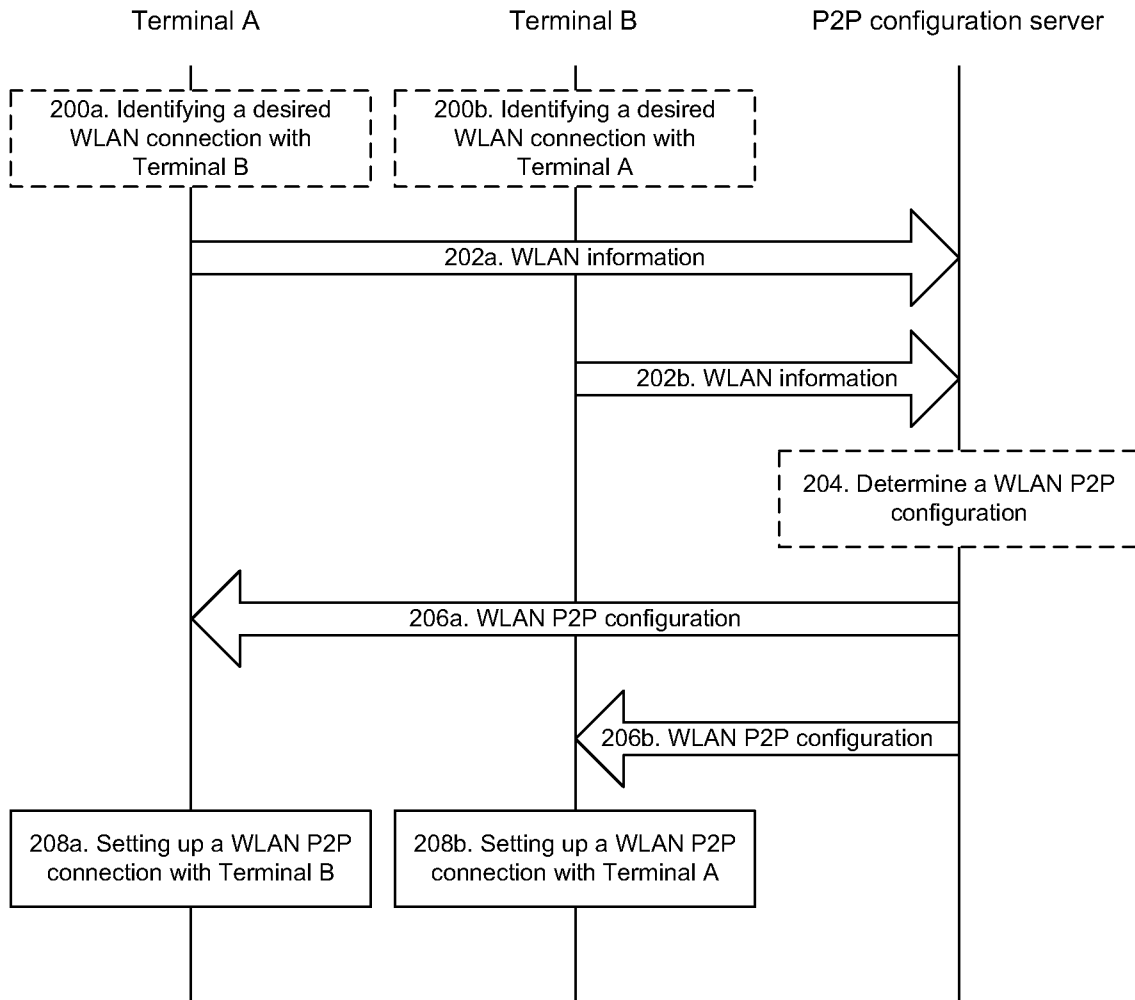 Terminal A
Terminal B
P2P configuration server
200a. Identifying a desired
WLAN connection with
Terminal B
200b. Identifying a desired
WLAN connection with
Terminal A
202a. WLAN information
202b. WLAN information
204. Determine a WLAN P2P
configuration
206a. WLAN P2P configuration
206b. WLAN P2P configuration
208a. Setting up a WLAN P2P
connection with Terminal B
208b. Setting up a WLAN P2P
connection with Terminal A